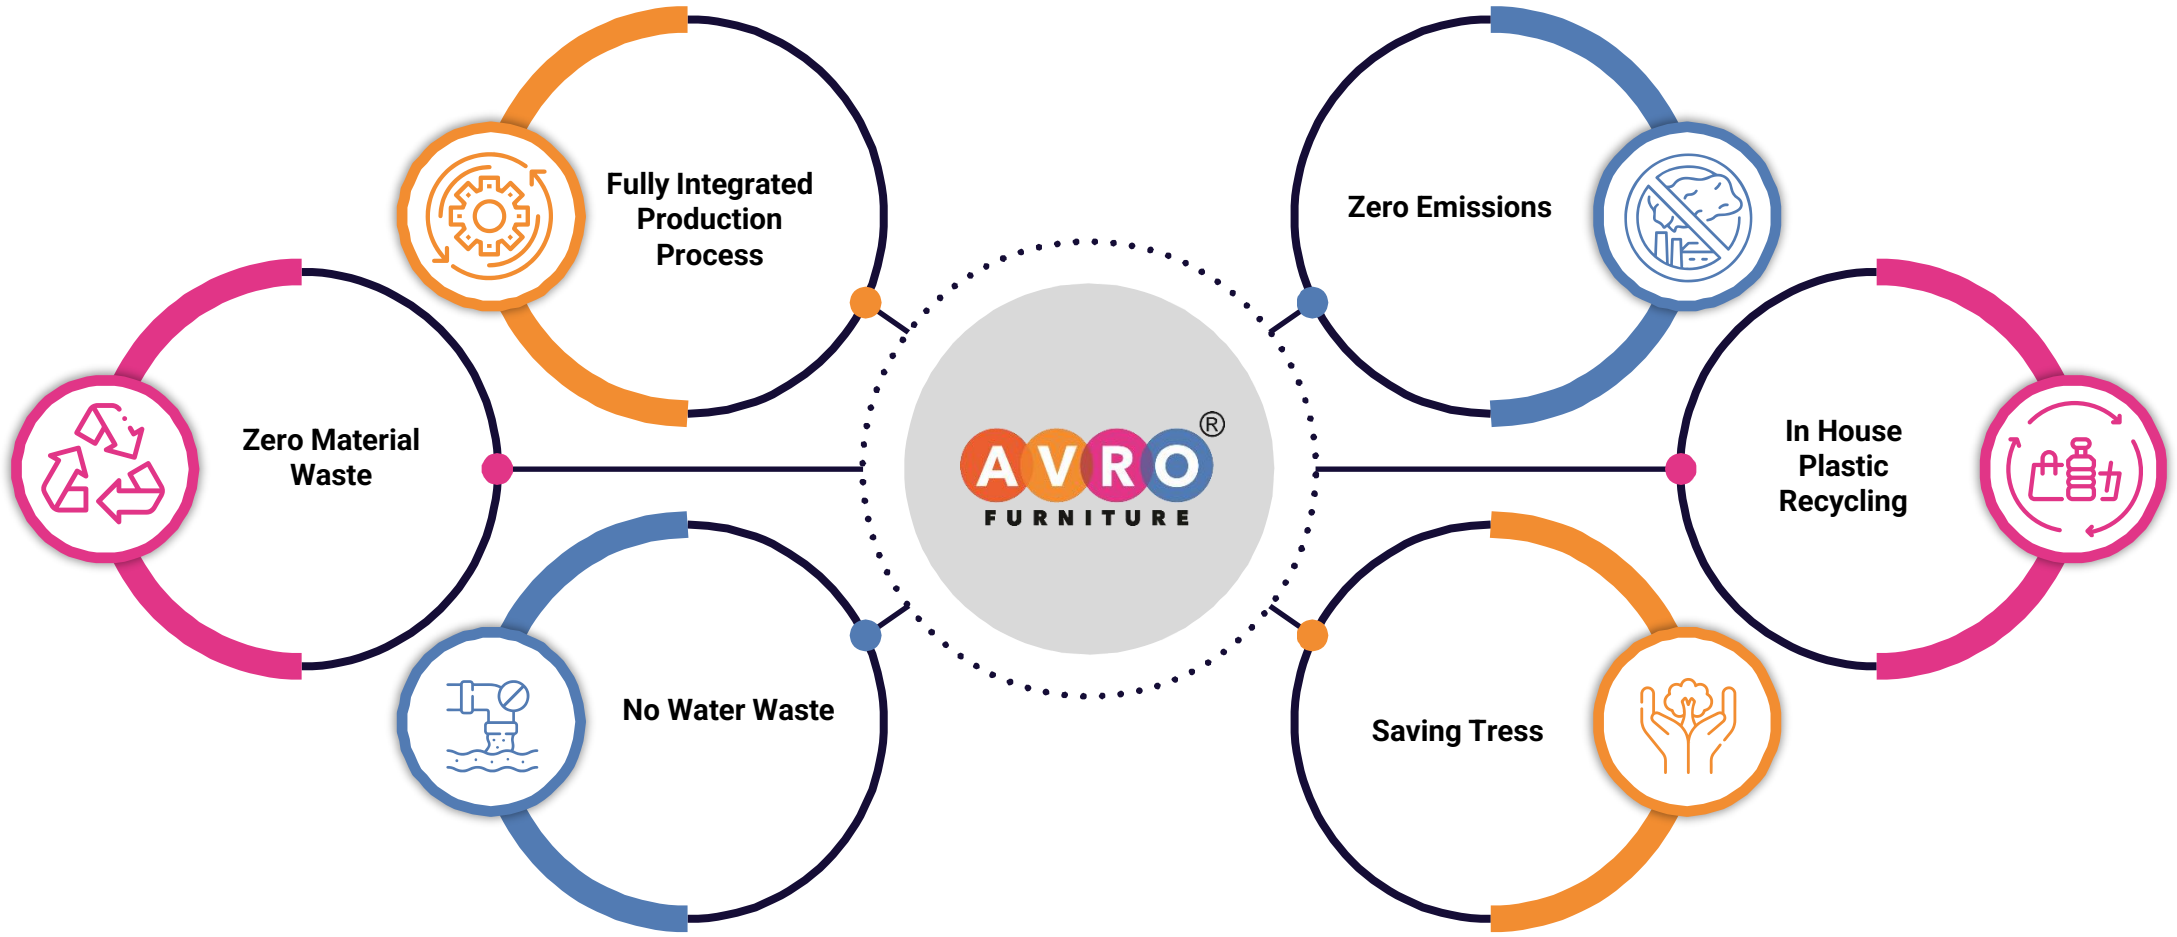 Fully Integrated
Production
Process
Zero Emissions
Zero Material
Waste
AVRO®
FURNITURE
In House
Plastic
Recycling
No Water Waste
Saving Tress